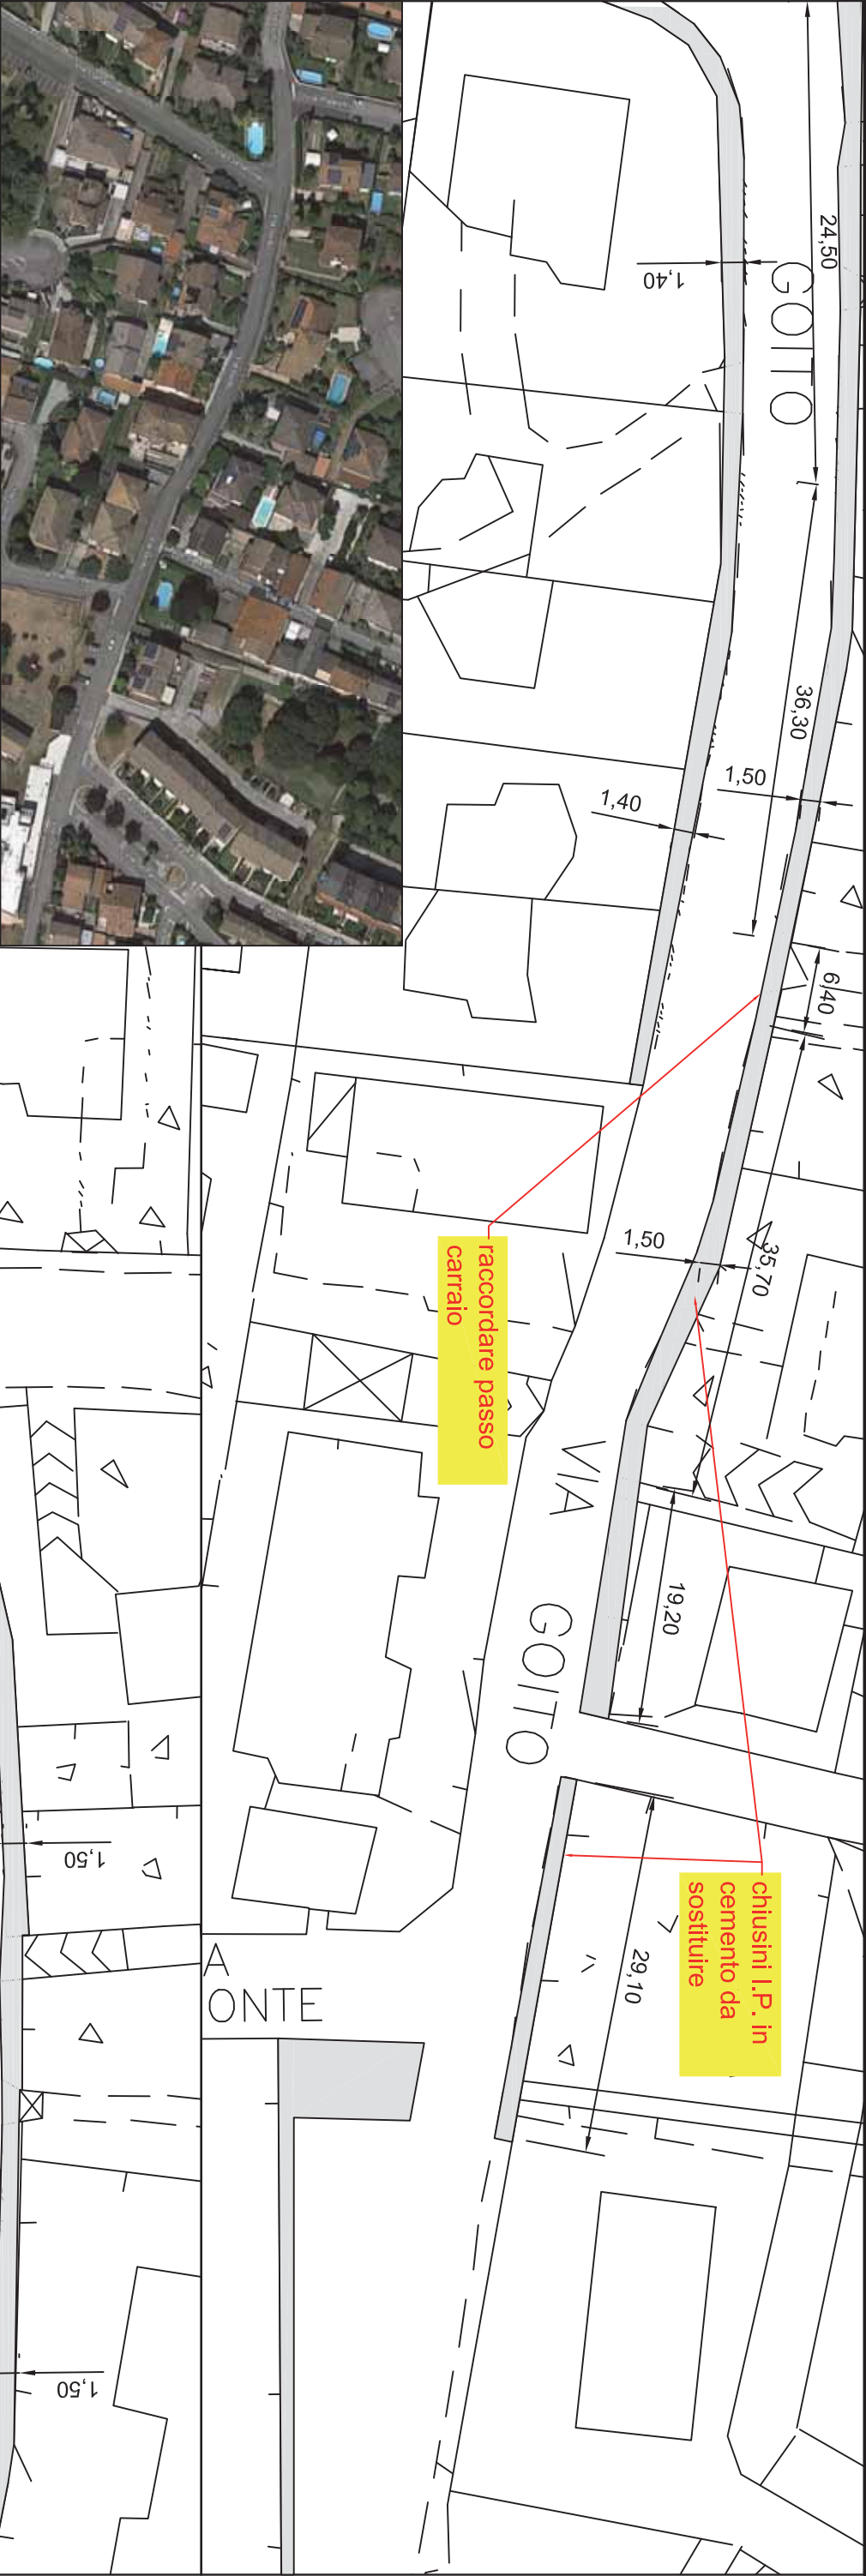 24,50
GOITO
1,40
36,30
1,50
1,40
6,40
35,70
1,50
raccordare passo
carraio
VIA
GOITO
19,20
chiusini I.P. in
cemento da
sostituire
29,10
A
ONTE
1,50
1,50